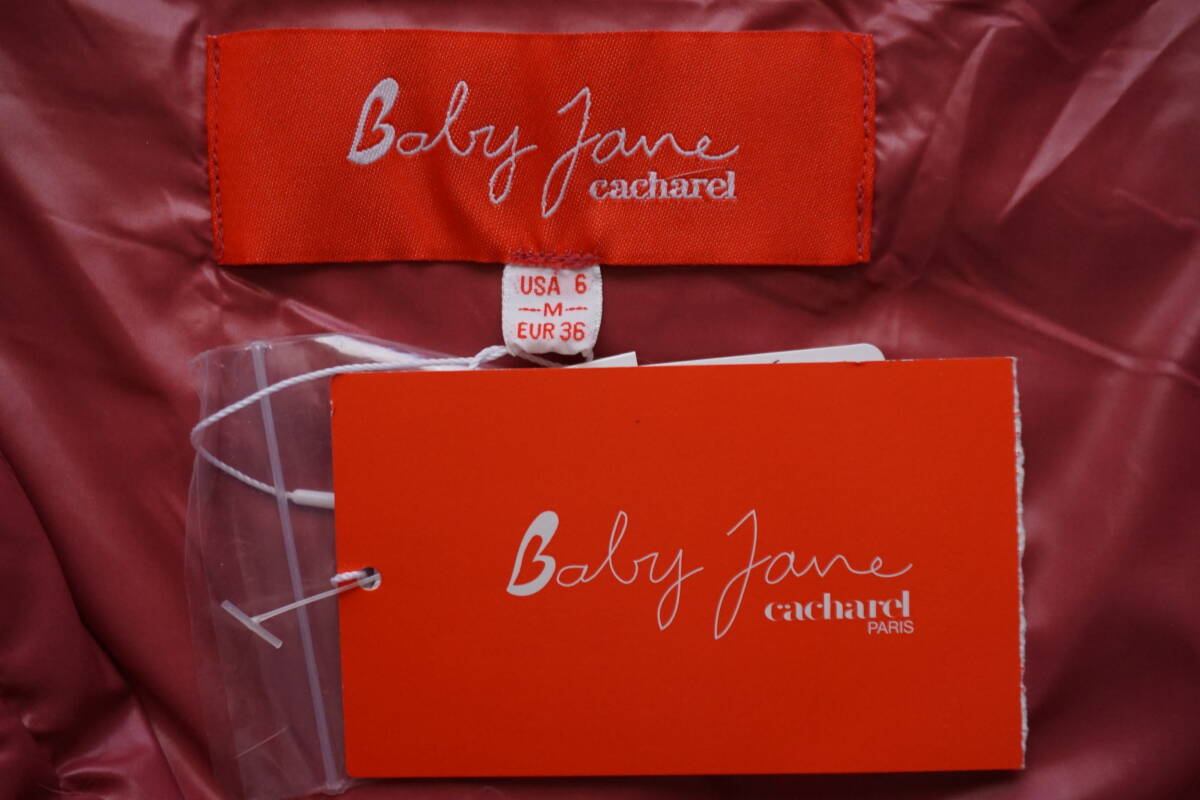 Baby Jane
cacharel
USA 6
M
EUR 36
Baby Jane
cacharel
PARIS